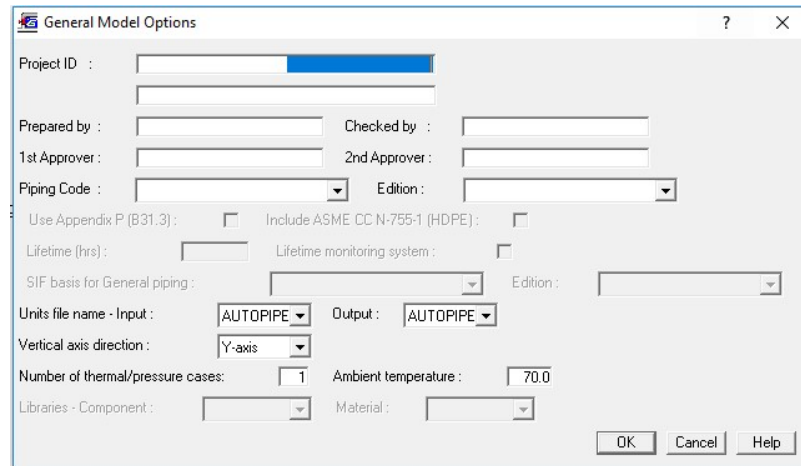 General Model Options ? X
Project ID :
Prepared by : Checked by :
1st Approver : 2nd Approver :
Piping Code : Edition :
Use Appendix P (B31.3) : Include ASME CC N-755-1 (HDPE) :
Lifetime (hrs) : Lifetime monitoring system :
SIF basis for General piping : Edition :
Units file name - Input : AUTOPIPE Output : AUTOPIPE
Vertical axis direction : Y-axis
Number of thermal/pressure cases: 1 Ambient temperature : 70.0
Libraries - Component : Material :
OK Cancel Help